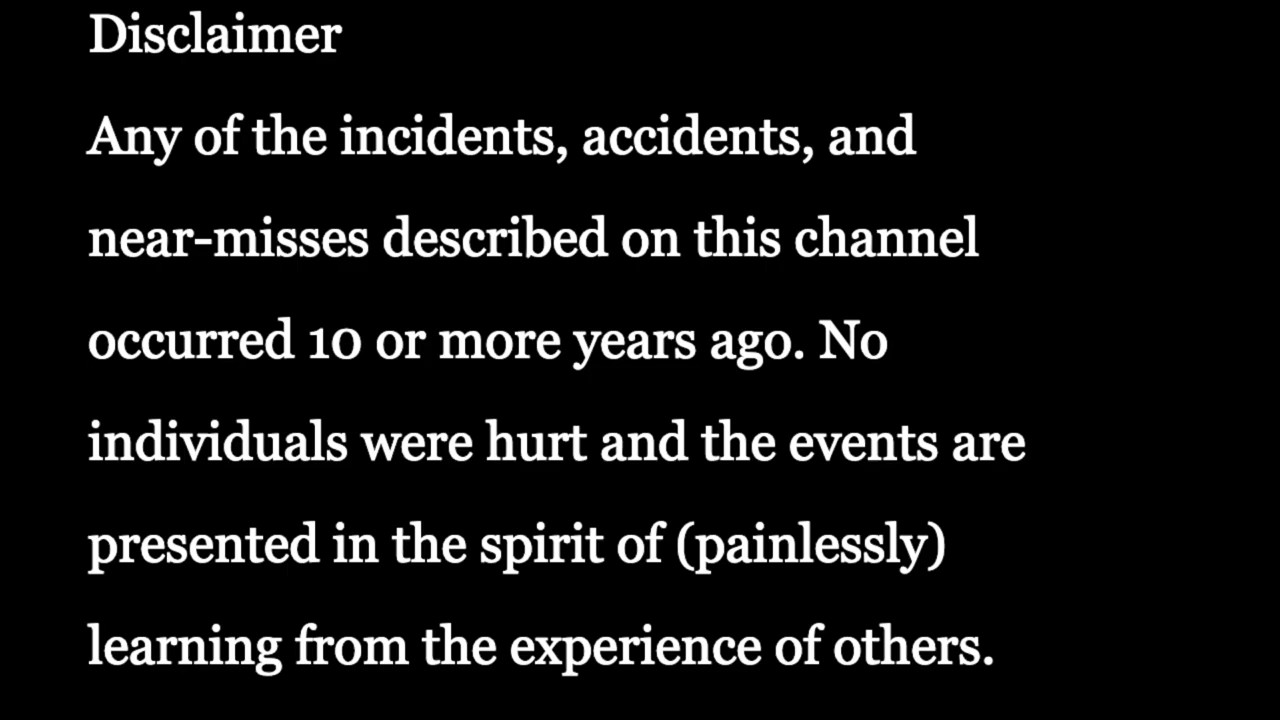 Disclaimer
Any of the incidents, accidents, and
near-misses described on this channel
occurred 10 or more years ago. No
individuals were hurt and the events are
presented in the spirit of (painlessly)
learning from the experience of others.